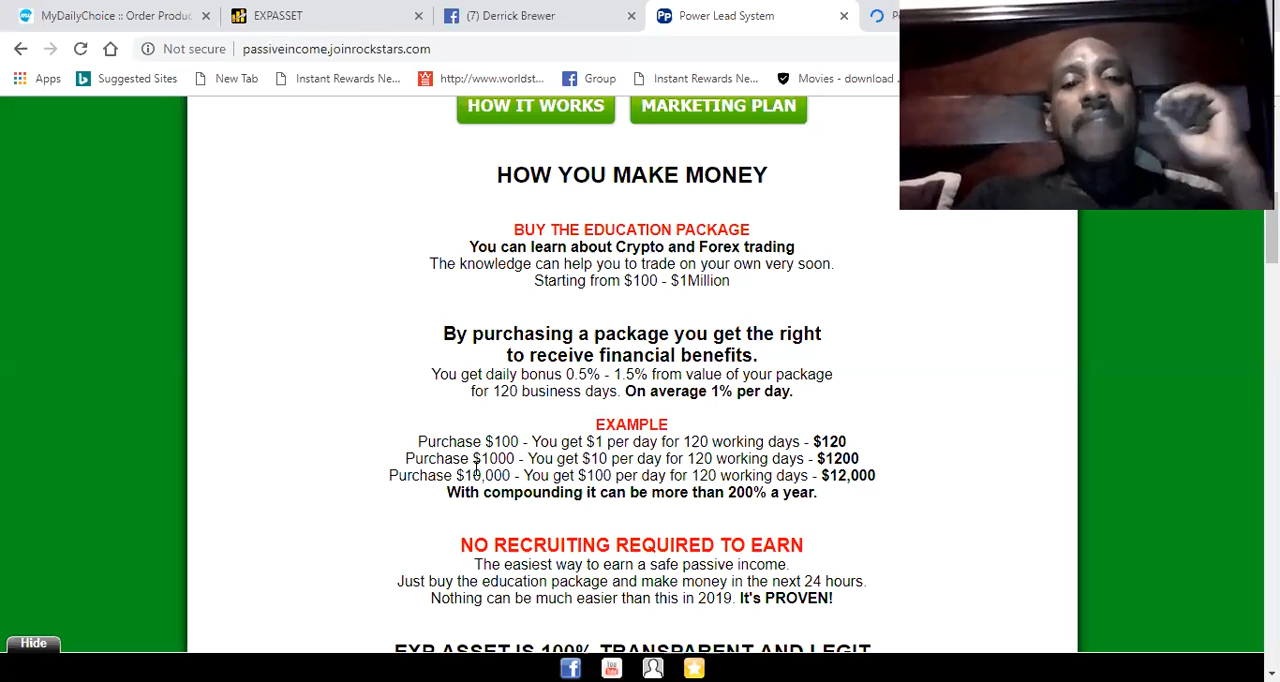 MyDailyChoice :: Order Produc
EXPASSET
(7) Derrick Brewer
Power Lead System
Not secure
passiveincome.joinrockstars.com
Apps
Suggested Sites
New Tab
Instant Rewards Ne...
http://www.worldst...
Group
Instant Rewards Ne...
Movies - download
HOW IT WORKS
MARKETING PLAN
HOW YOU MAKE MONEY
BUY THE EDUCATION PACKAGE
You can learn about Crypto and Forex trading
The knowledge can help you to trade on your own very soon.
Starting from $100 - $1Million
By purchasing a package you get the right
to receive financial benefits.
You get daily bonus 0.5% - 1.5% from value of your package
for 120 business days. On average 1% per day.
EXAMPLE
Purchase $100 - You get $1 per day for 120 working days - $120
Purchase $1000 - You get $10 per day for 120 working days - $1200
Purchase $10,000 - You get $100 per day for 120 working days - $12,000
With compounding it can be more than 200% a year.
NO RECRUITING REQUIRED TO EARN
The easiest way to earn a safe passive income.
Just buy the education package and make money in the next 24 hours.
Nothing can be much easier than this in 2019. It's PROVEN!
EXP ASSET IS 100% TRANSPARENT AND LEGIT
Hide